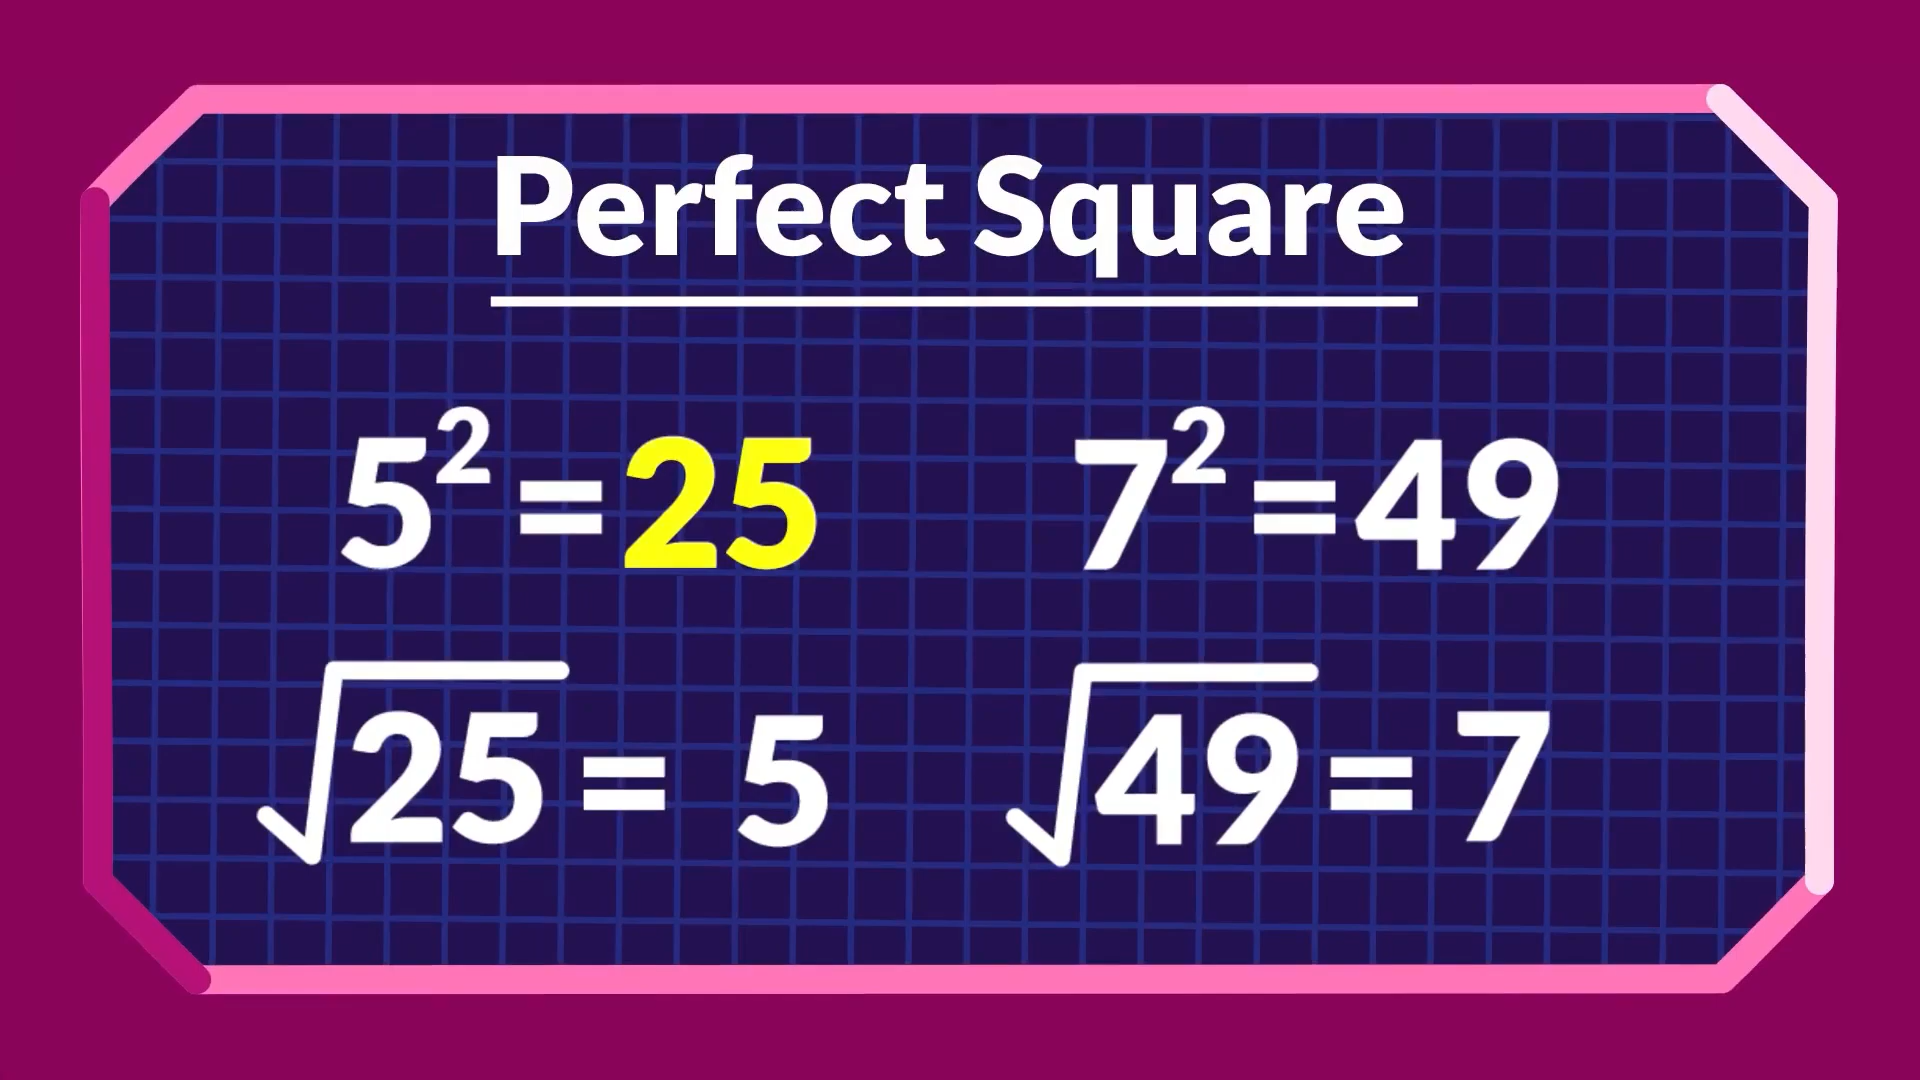 Perfect Square
5² = 25 7² = 49
√25 = 5 √49 = 7